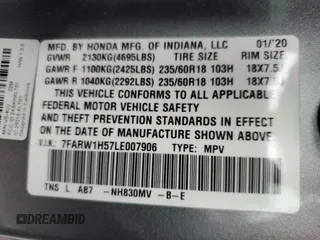 MFD. BY HONDA MFG. OF INDIANA, LLC 01/'20
GVWR 2130KG(4695LBS) TIRE SIZE RIM SIZE
GAWR F 1100KG(2425LBS) 235/60R18 103H 18X7.5
GAWR R 1040KG(2292LBS) 235/60R18 103H 18X7.5
THIS VEHICLE CONFORMS TO ALL APPLICABLE
FEDERAL MOTOR VEHICLE SAFETY
AND THEFT PREVENTION STANDARDS IN EFFECT ON
THE DATE OF MANUFACTURE SHOWN ABOVE.
V.I.N.: 7FARW1H57LE007906 TYPE: MPV
TNS L A87 -NH830MV -B-E
DREAMBID